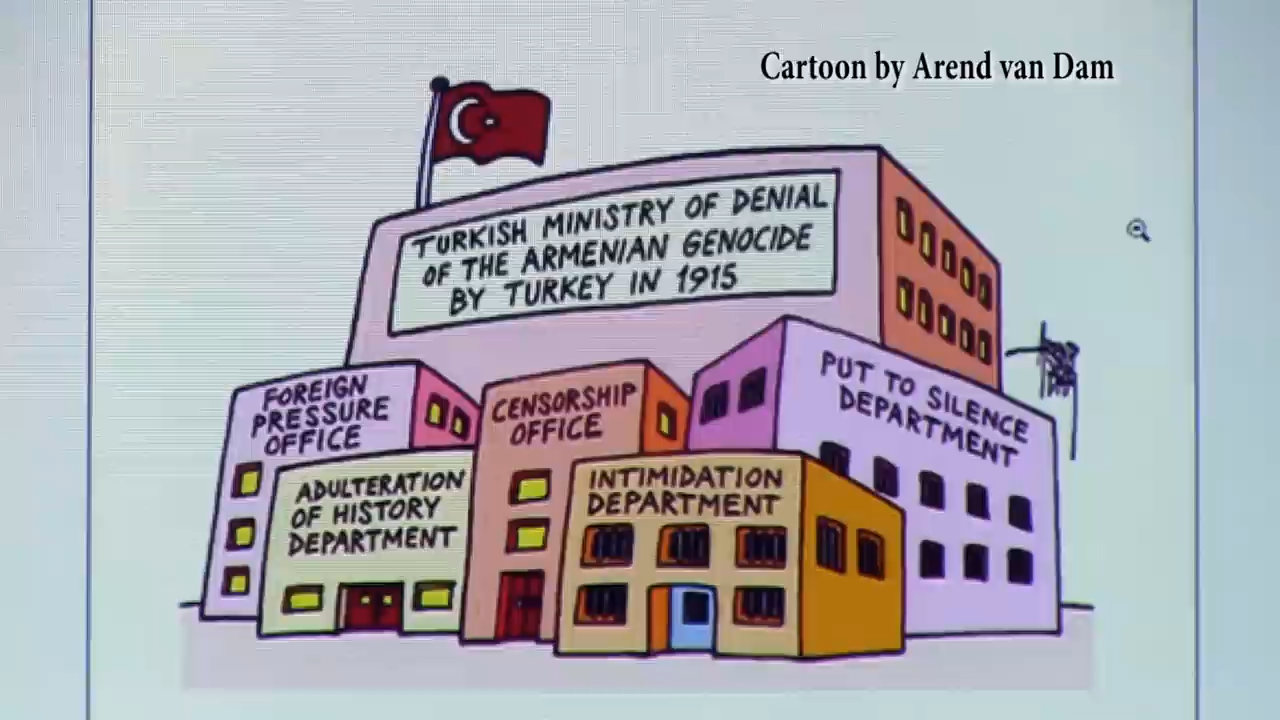 Cartoon by Arend van Dam
TURKISH MINISTRY OF DENIAL
OF THE ARMENIAN GENOCIDE
BY TURKEY IN 1915
FOREIGN
PRESSURE
OFFICE
CENSORSHIP
OFFICE
PUT TO SILENCE
DEPARTMENT
ADULTERATION
OF HISTORY
DEPARTMENT
INTIMIDATION
DEPARTMENT